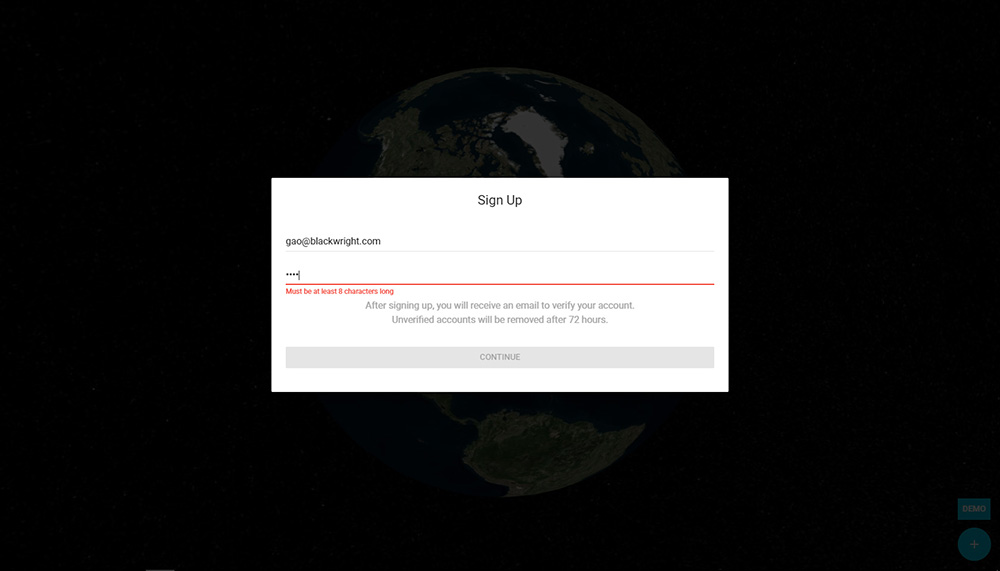 Sign Up
gao@blackwright.com
••••
Must be at least 8 characters long
After signing up, you will receive an email to verify your account.
Unverified accounts will be removed after 72 hours.
CONTINUE
DEMO
+